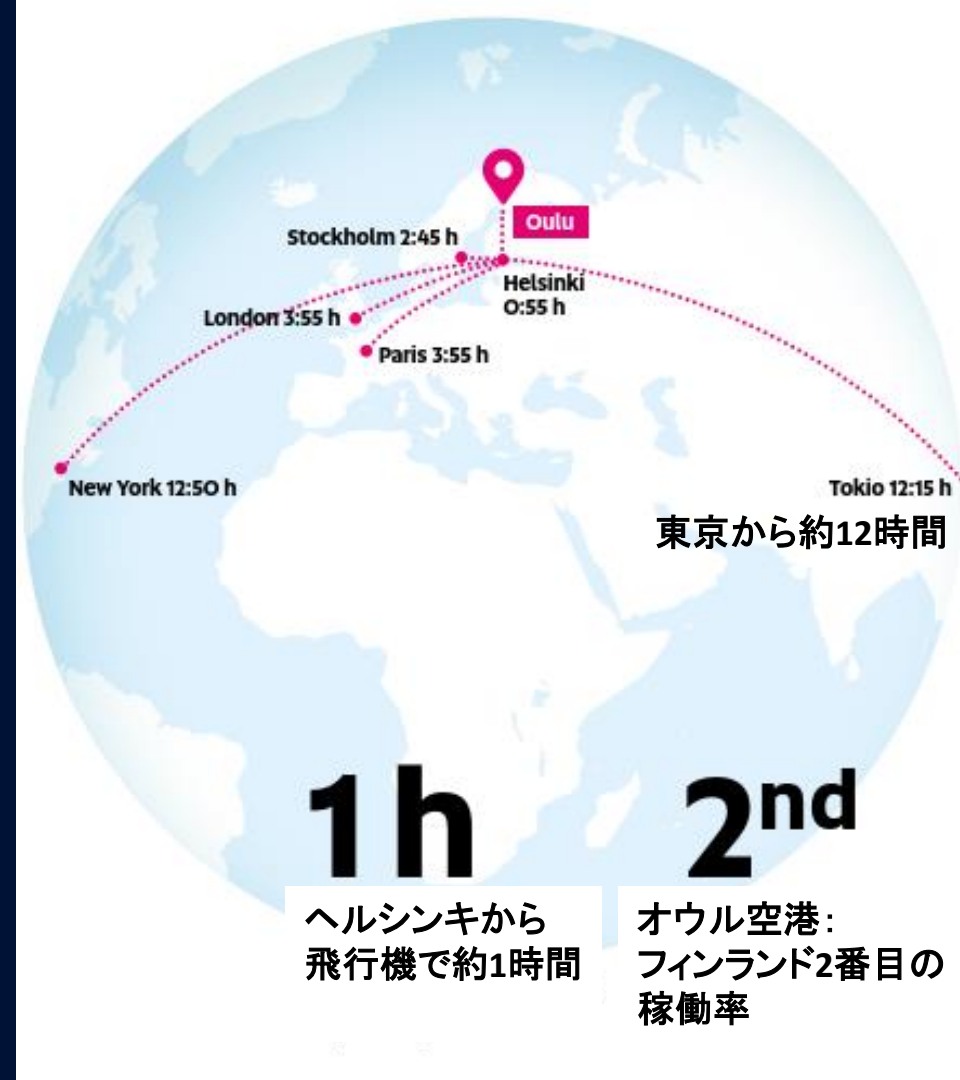 Oulu
Stockholm 2:45 h
Helsinki
0:55 h
London 3:55 h
Paris 3:55 h
New York 12:50 h
Tokio 12:15 h
東京から約12時間
1h
2nd
ヘルシンキから
飛行機で約1時間
オウル空港:
フィンランド2番目の
稼働率